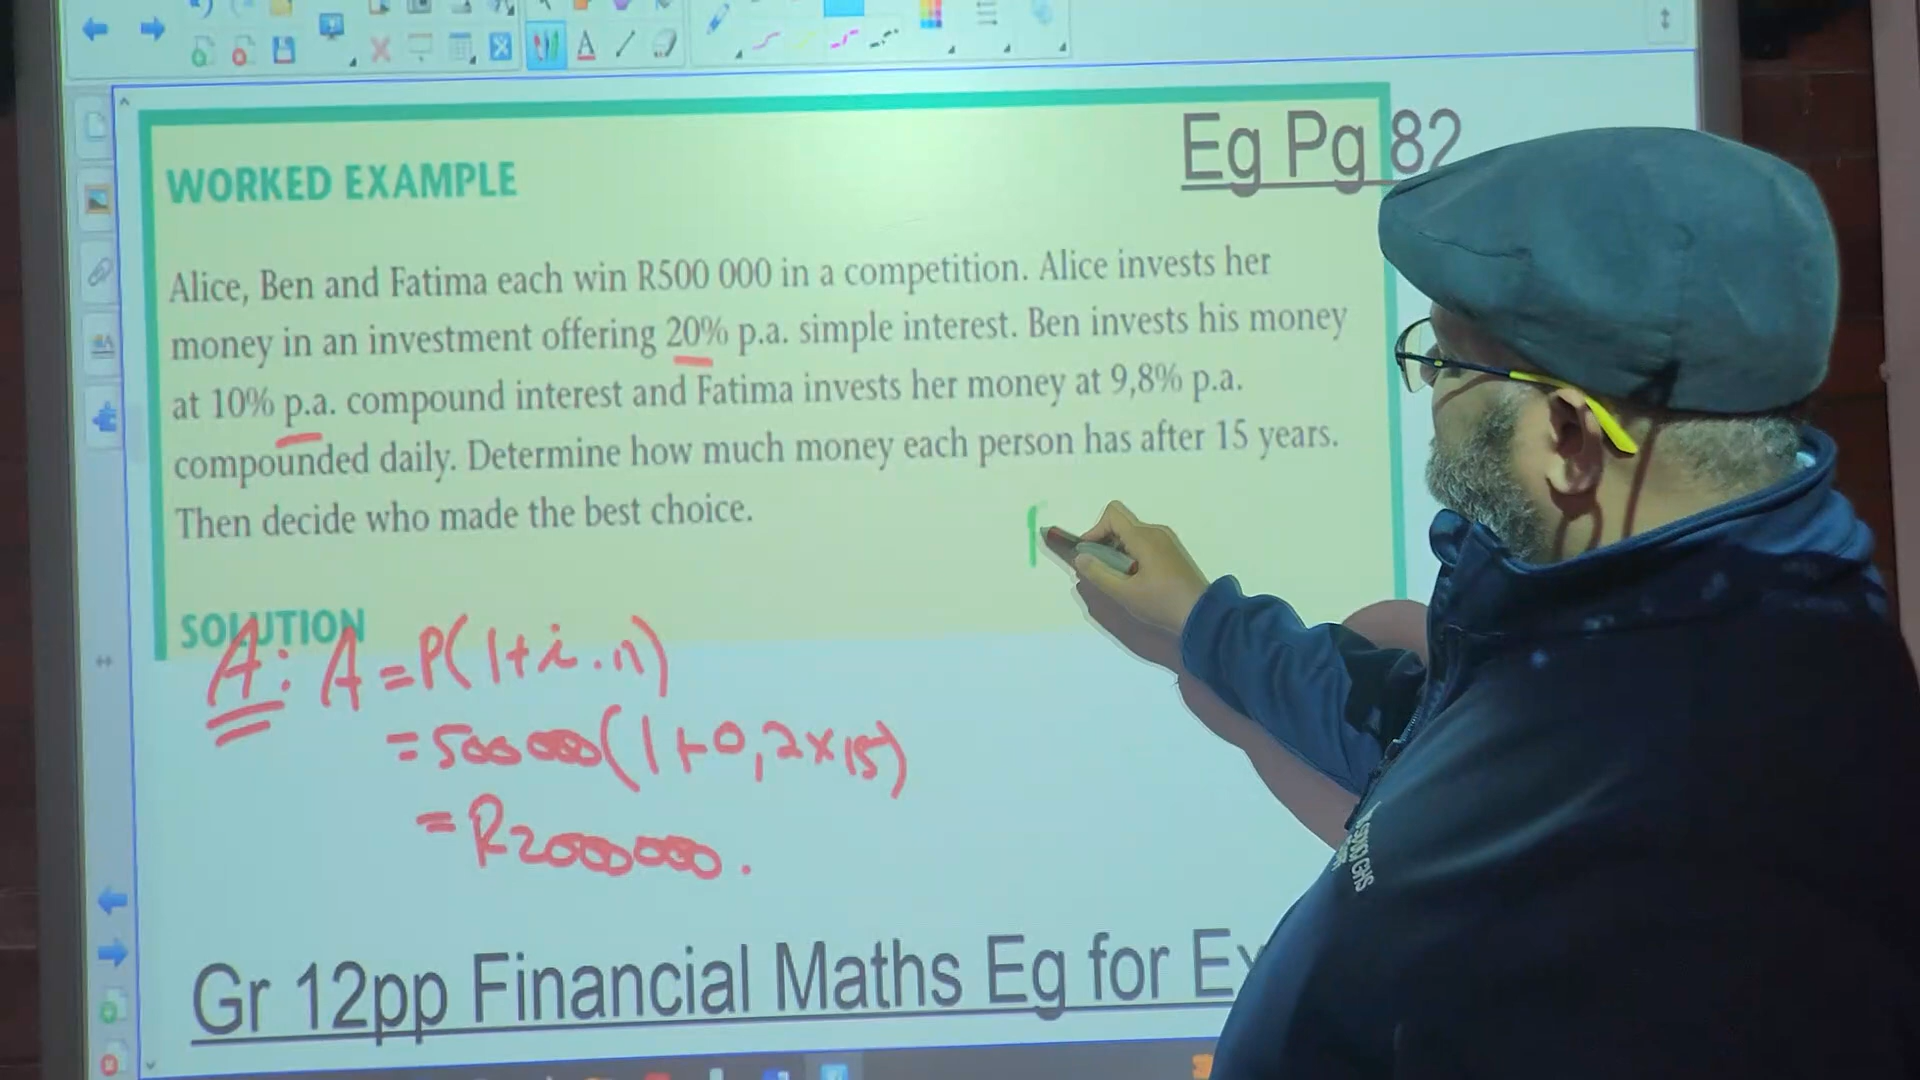 Eg Pg 82
WORKED EXAMPLE
Alice, Ben and Fatima each win R500 000 in a competition. Alice invests her
money in an investment offering 20% p.a. simple interest. Ben invests his money
at 10% p.a. compound interest and Fatima invests her money at 9,8% p.a.
compounded daily. Determine how much money each person has after 15 years.
Then decide who made the best choice.
SOLUTION
A: A = P(1+i.n)
= 500 000(1+0,2×15)
= R2000000.
Gr 12pp Financial Maths Eg for Ex